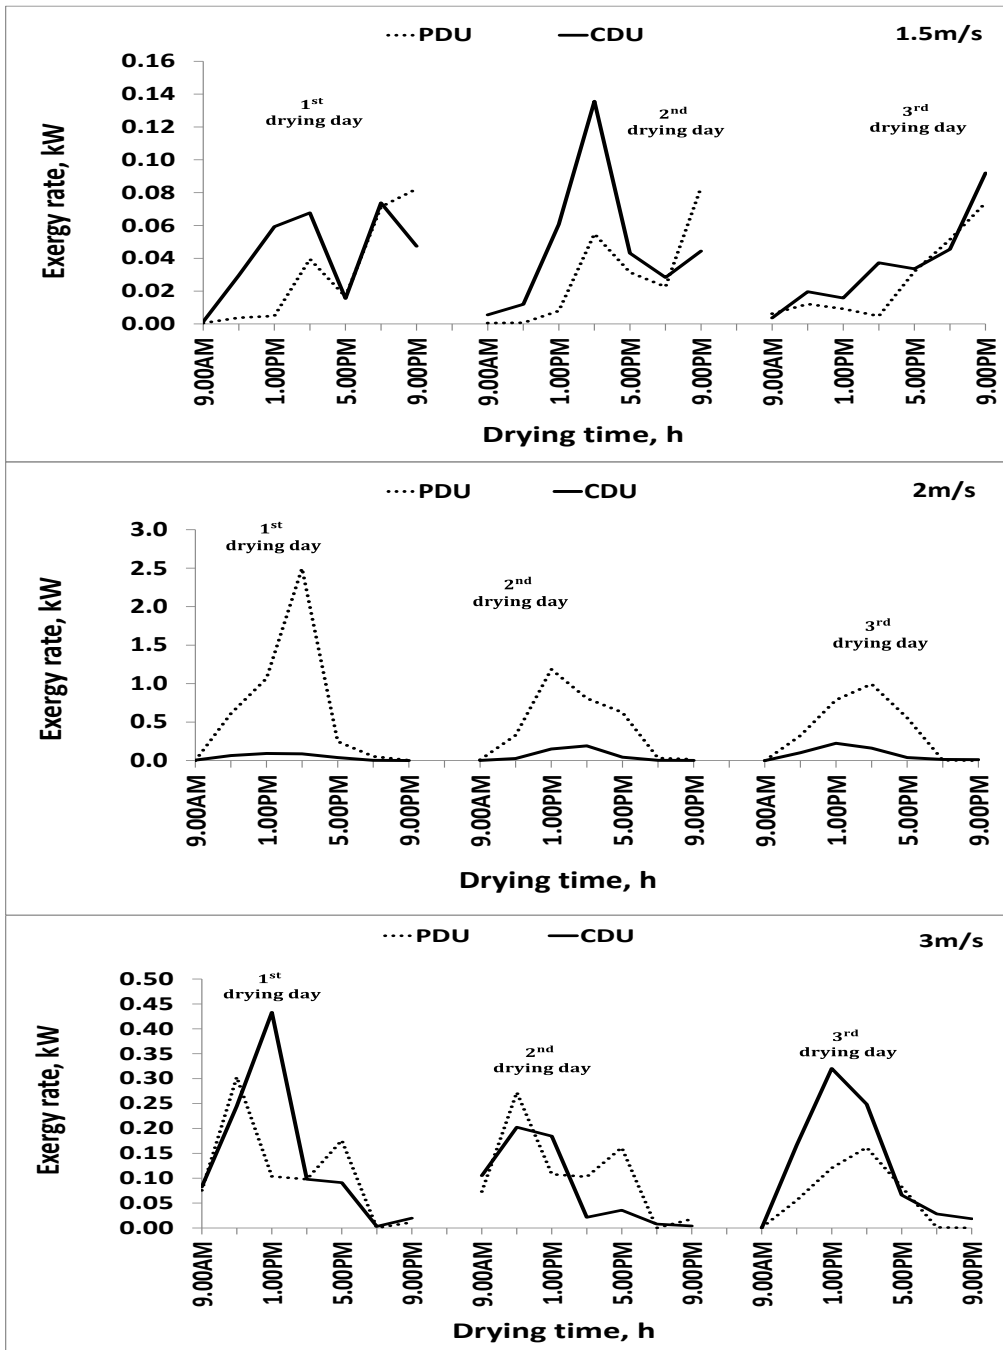 PDU CDU 1.5m/s
0.16
0.14
0.12
0.10
0.08
0.06
0.04
0.02
0.00
Exergy rate, kW
1st
drying day
2nd
drying day
3rd
drying day
9.00AM 1.00PM 5.00PM 9.00PM 9.00AM 1.00PM 5.00PM 9.00PM 9.00AM 1.00PM 5.00PM 9.00PM
Drying time, h
PDU CDU 2m/s
3.0
2.5
2.0
1.5
1.0
0.5
0.0
Exergy rate, kW
1st
drying day
2nd
drying day
3rd
drying day
9.00AM 1.00PM 5.00PM 9.00PM 9.00AM 1.00PM 5.00PM 9.00PM 9.00AM 1.00PM 5.00PM 9.00PM
Drying time, h
PDU CDU 3m/s
0.50
0.45
0.40
0.35
0.30
0.25
0.20
0.15
0.10
0.05
0.00
Exergy rate, kW
1st
drying day
2nd
drying day
3rd
drying day
9.00AM 1.00PM 5.00PM 9.00PM 9.00AM 1.00PM 5.00PM 9.00PM 9.00AM 1.00PM 5.00PM 9.00PM
Drying time, h